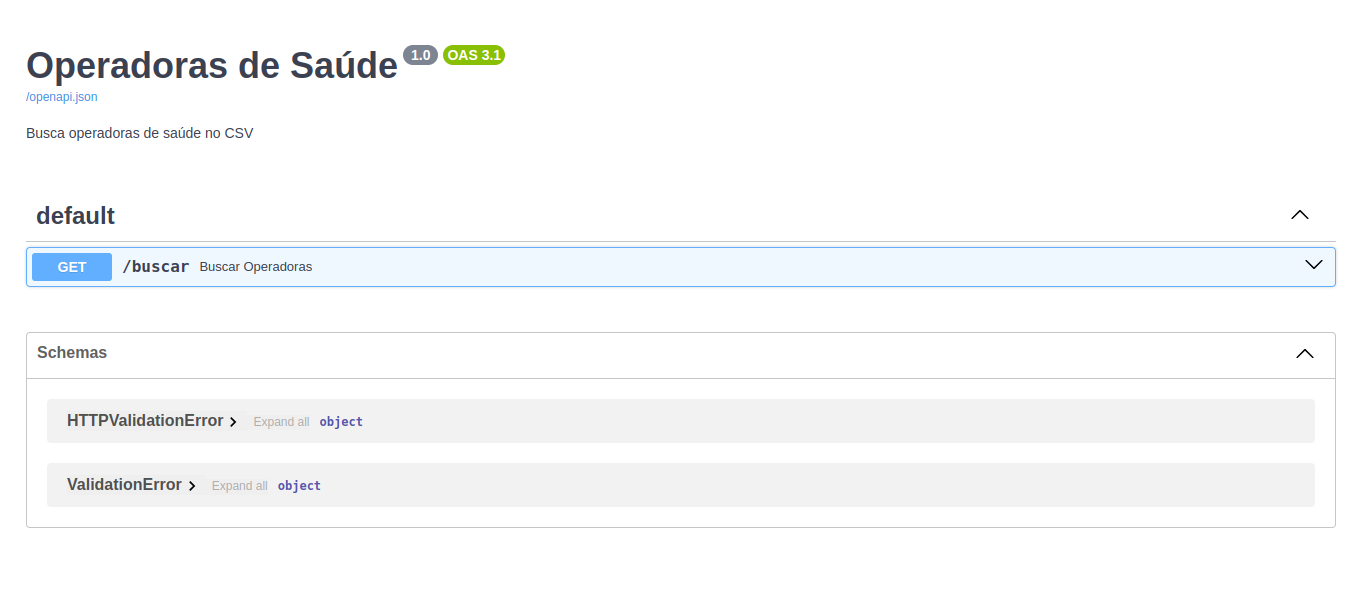 Operadoras de Saúde 1.0 OAS 3.1
/openapi.json
Busca operadoras de saúde no CSV
default
GET /buscar Buscar Operadoras
Schemas
HTTPValidationError Expand all object
ValidationError Expand all object